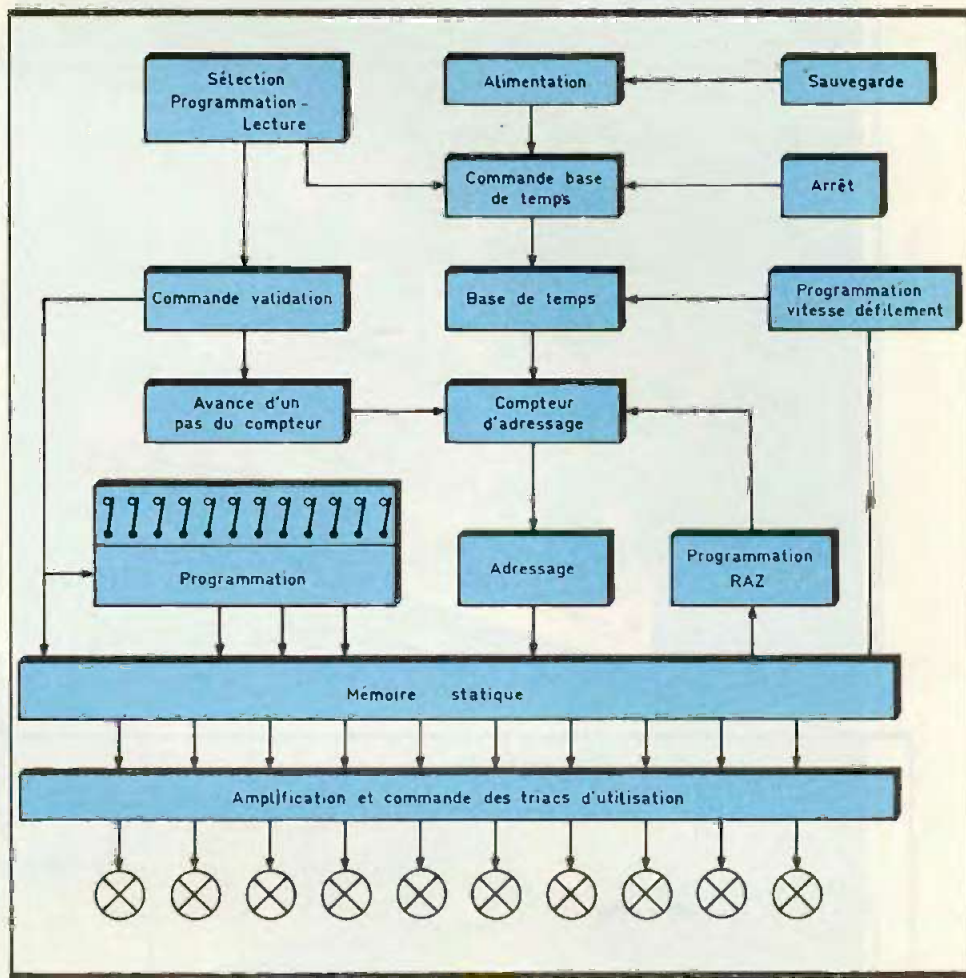 Sélection
Programmation -
Lecture
Alimentation
Sauvegarde
Commande base
de temps
Arrêt
Commande validation
Base de temps
Programmation
vitesse défilement
Avance d'un
pas du compteur
Compteur
d'adressage
Programmation
Adressage
Programmation
RAZ
Mémoire statique
Amplification et commande des triacs d'utilisation